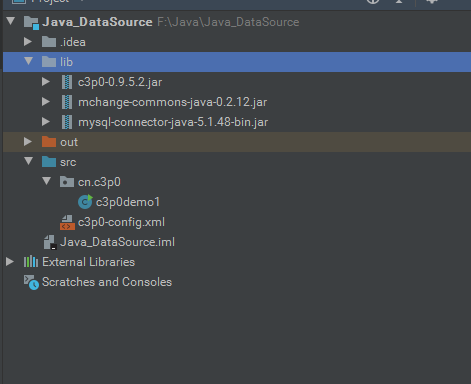 Java_DataSource F:\Java\Java_DataSource
.idea
lib
c3p0-0.9.5.2.jar
mchange-commons-java-0.2.12.jar
mysql-connector-java-5.1.48-bin.jar
out
src
cn.c3p0
c3p0demo1
c3p0-config.xml
Java_DataSource.iml
External Libraries
Scratches and Consoles